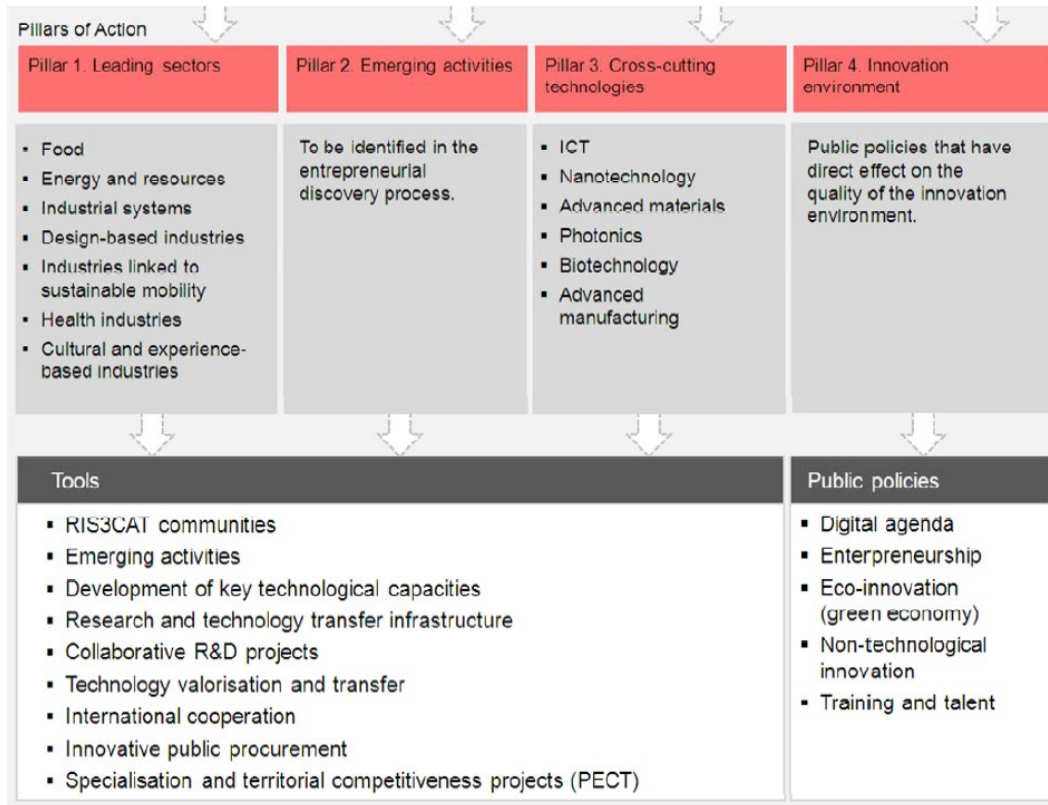 Pillars of Action
Pillar 1. Leading sectors
Pillar 2. Emerging activities
Pillar 3. Cross-cutting
technologies
Pillar 4. Innovation
environment
▪ Food
▪ Energy and resources
▪ Industrial systems
▪ Design-based industries
▪ Industries linked to
sustainable mobility
▪ Health industries
▪ Cultural and experience-
based industries
To be identified in the
entrepreneurial
discovery process.
▪ ICT
▪ Nanotechnology
▪ Advanced materials
▪ Photonics
▪ Biotechnology
▪ Advanced
manufacturing
Public policies that have
direct effect on the
quality of the innovation
environment.
Tools
▪ RIS3CAT communities
▪ Emerging activities
▪ Development of key technological capacities
▪ Research and technology transfer infrastructure
▪ Collaborative R&D projects
▪ Technology valorisation and transfer
▪ International cooperation
▪ Innovative public procurement
▪ Specialisation and territorial competitiveness projects (PECT)
Public policies
▪ Digital agenda
▪ Enterpreneurship
▪ Eco-innovation
(green economy)
▪ Non-technological
innovation
▪ Training and talent